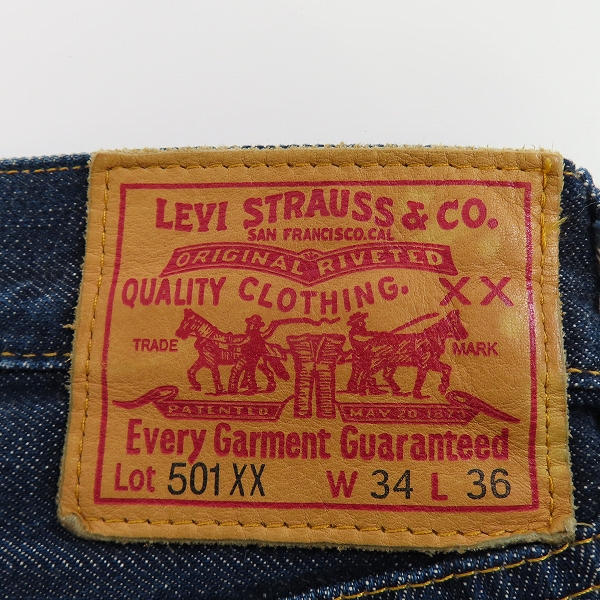 LEVI STRAUSS & CO.
SAN FRANCISCO.CAL
ORIGINAL RIVETED
QUALITY CLOTHING. XX
TRADE MARK
PATENTED MAY 20 1873
Every Garment Guaranteed
Lot 501XX W 34 L 36